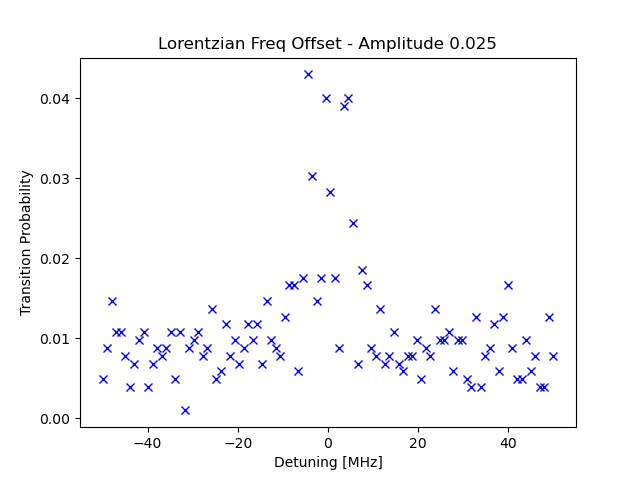 Lorentzian Freq Offset - Amplitude 0.025
Transition Probability
0.04
0.03
0.02
0.01
0.00
−40 −20 0 20 40
Detuning [MHz]